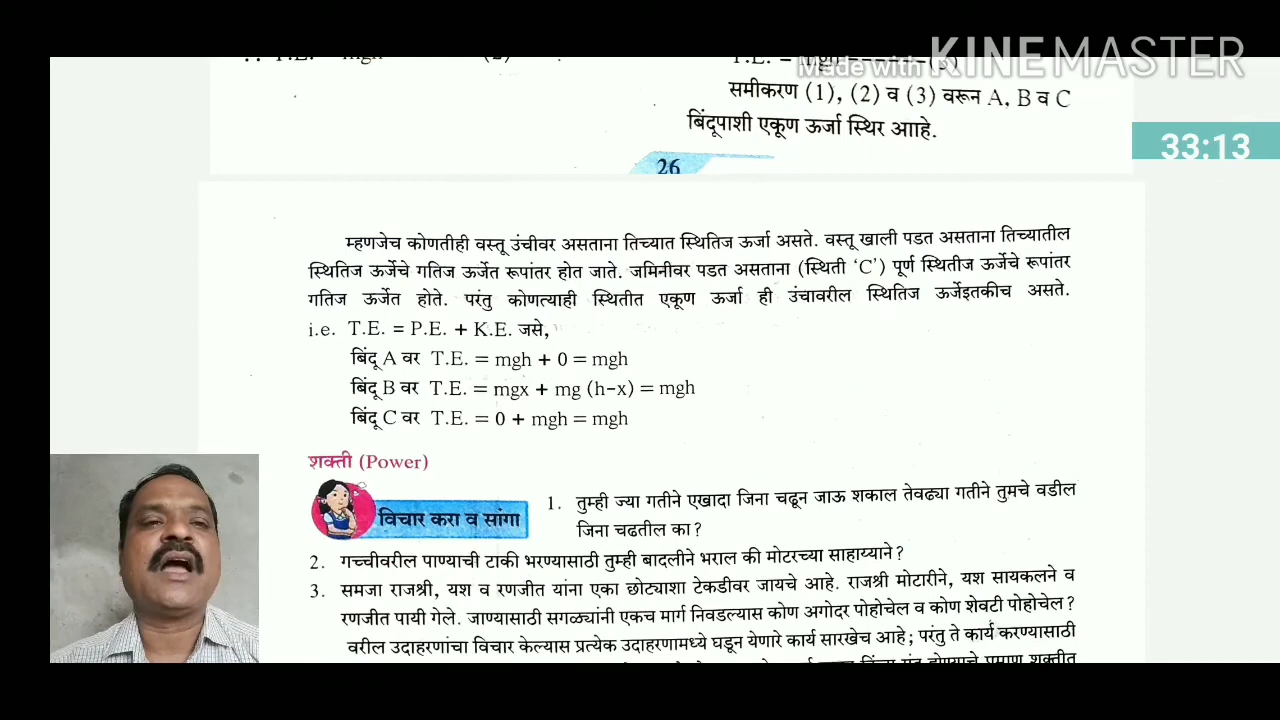 Made with KINEMASTER
∴ T.E. = mgh (2)
T.E. = mgh (3)
समीकरण (1), (2) व (3) वरून A, B व C
बिंदूपाशी एकूण ऊर्जा स्थिर आाहे.
33:13
26
म्हणजेच कोणतीही वस्तू उंचीवर असताना तिच्यात स्थितिज ऊर्जा असते. वस्तू खाली पडत असताना तिच्यातील
स्थितिज ऊर्जेचे गतिज ऊर्जेत रूपांतर होत जाते. जमिनीवर पडत असताना (स्थिती ‘C’) पूर्ण स्थितीज ऊर्जेचे रूपांतर
गतिज ऊर्जेत होते. परंतु कोणत्याही स्थितीत एकूण ऊर्जा ही उंचावरील स्थितिज ऊर्जेइतकीच असते.
i.e. T.E. = P.E. + K.E. जसे,
बिंदू A वर T.E. = mgh + 0 = mgh
बिंदू B वर T.E. = mgx + mg (h-x) = mgh
बिंदू C वर T.E. = 0 + mgh = mgh
शक्ती (Power)
विचार करा व सांगा
1. तुम्ही ज्या गतीने एखादा जिना चढून जाऊ शकाल तेवढ्या गतीने तुमचे वडील
जिना चढतील का?
2. गच्चीवरील पाण्याची टाकी भरण्यासाठी तुम्ही बादलीने भराल की मोटरच्या साहाय्याने?
3. समजा राजश्री, यश व रणजीत यांना एका छोट्याशा टेकडीवर जायचे आहे. राजश्री मोटारीने, यश सायकलने व
रणजीत पायी गेले. जाण्यासाठी सगळ्यांनी एकच मार्ग निवडल्यास कोण अगोदर पोहोचेल व कोण शेवटी पोहोचेल?
वरील उदाहरणांचा विचार केल्यास प्रत्येक उदाहरणामध्ये घडून येणारे कार्य सारखेच आहे; परंतु ते कार्य करण्यासाठी